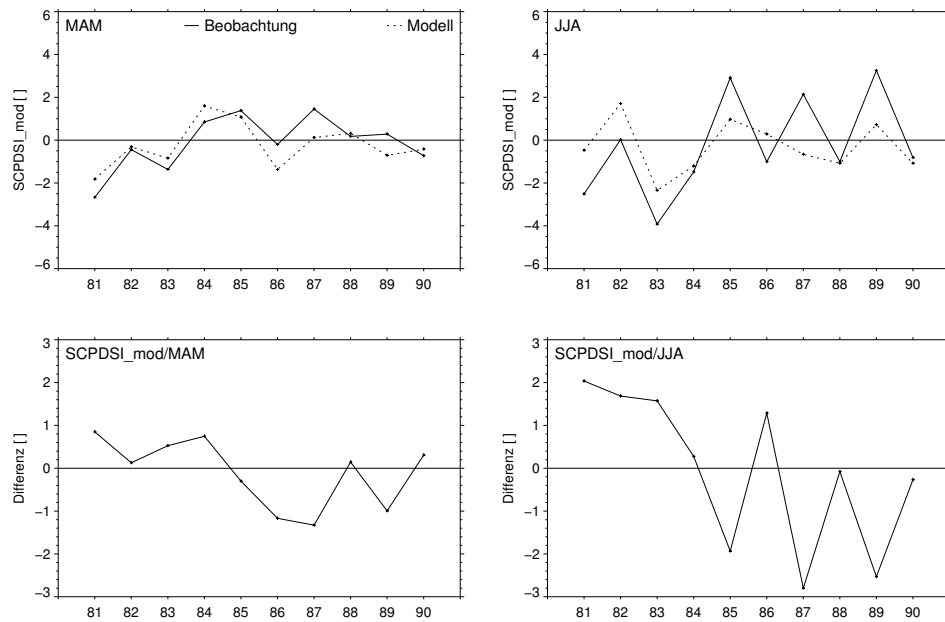 MAM
Beobachtung
Modell
SCPDSI_mod [ ]
6
4
2
0
−2
−4
−6
81 82 83 84 85 86 87 88 89 90
JJA
SCPDSI_mod [ ]
6
4
2
0
−2
−4
−6
81 82 83 84 85 86 87 88 89 90
SCPDSI_mod/MAM
Differenz [ ]
3
2
1
0
−1
−2
−3
81 82 83 84 85 86 87 88 89 90
SCPDSI_mod/JJA
Differenz [ ]
3
2
1
0
−1
−2
−3
81 82 83 84 85 86 87 88 89 90